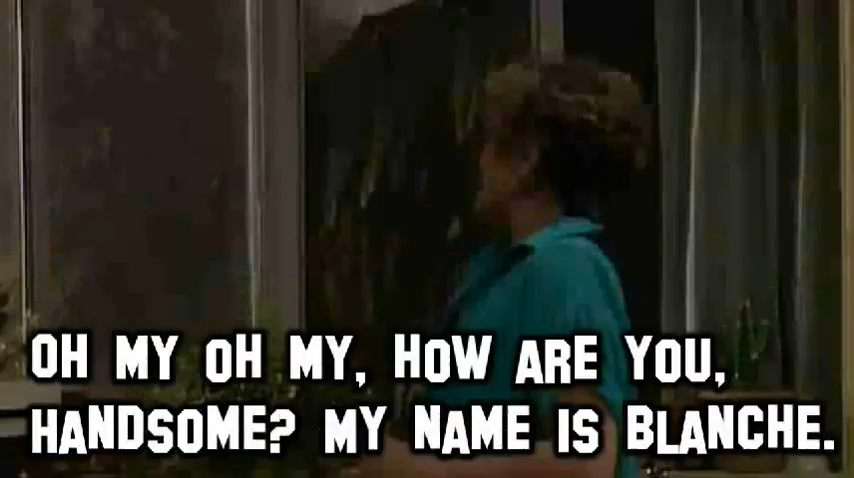 OH MY OH MY, HOW ARE YOU,
HANDSOME? MY NAME IS BLANCHE.